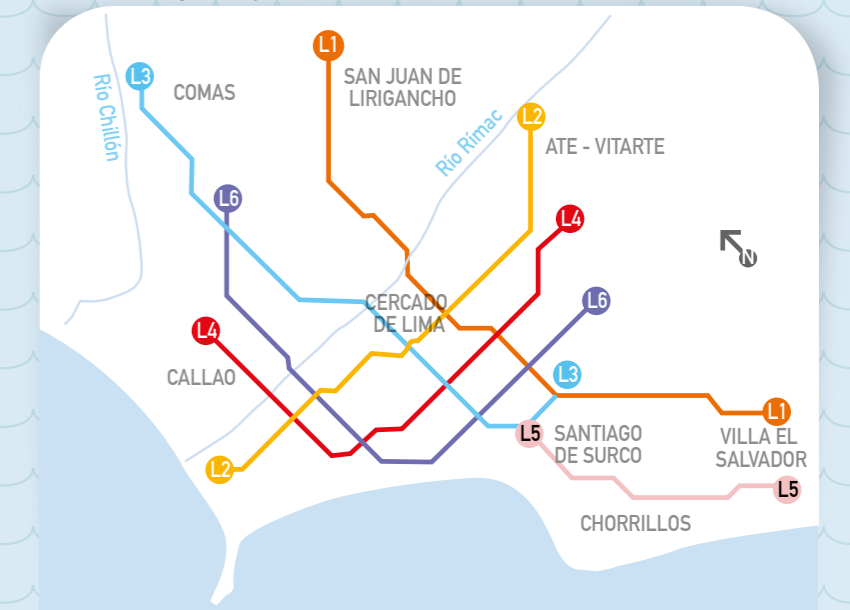 L1
L3
COMAS
SAN JUAN DE
LIRIGANCHO
Río Chillón
L2
ATE - VITARTE
Río Rimac
L6
L4
N
CERCADO
DE LIMA
L6
L4
CALLAO
L3
L1
L5
SANTIAGO
DE SURCO
VILLA EL
SALVADOR
L2
L5
CHORRILLOS